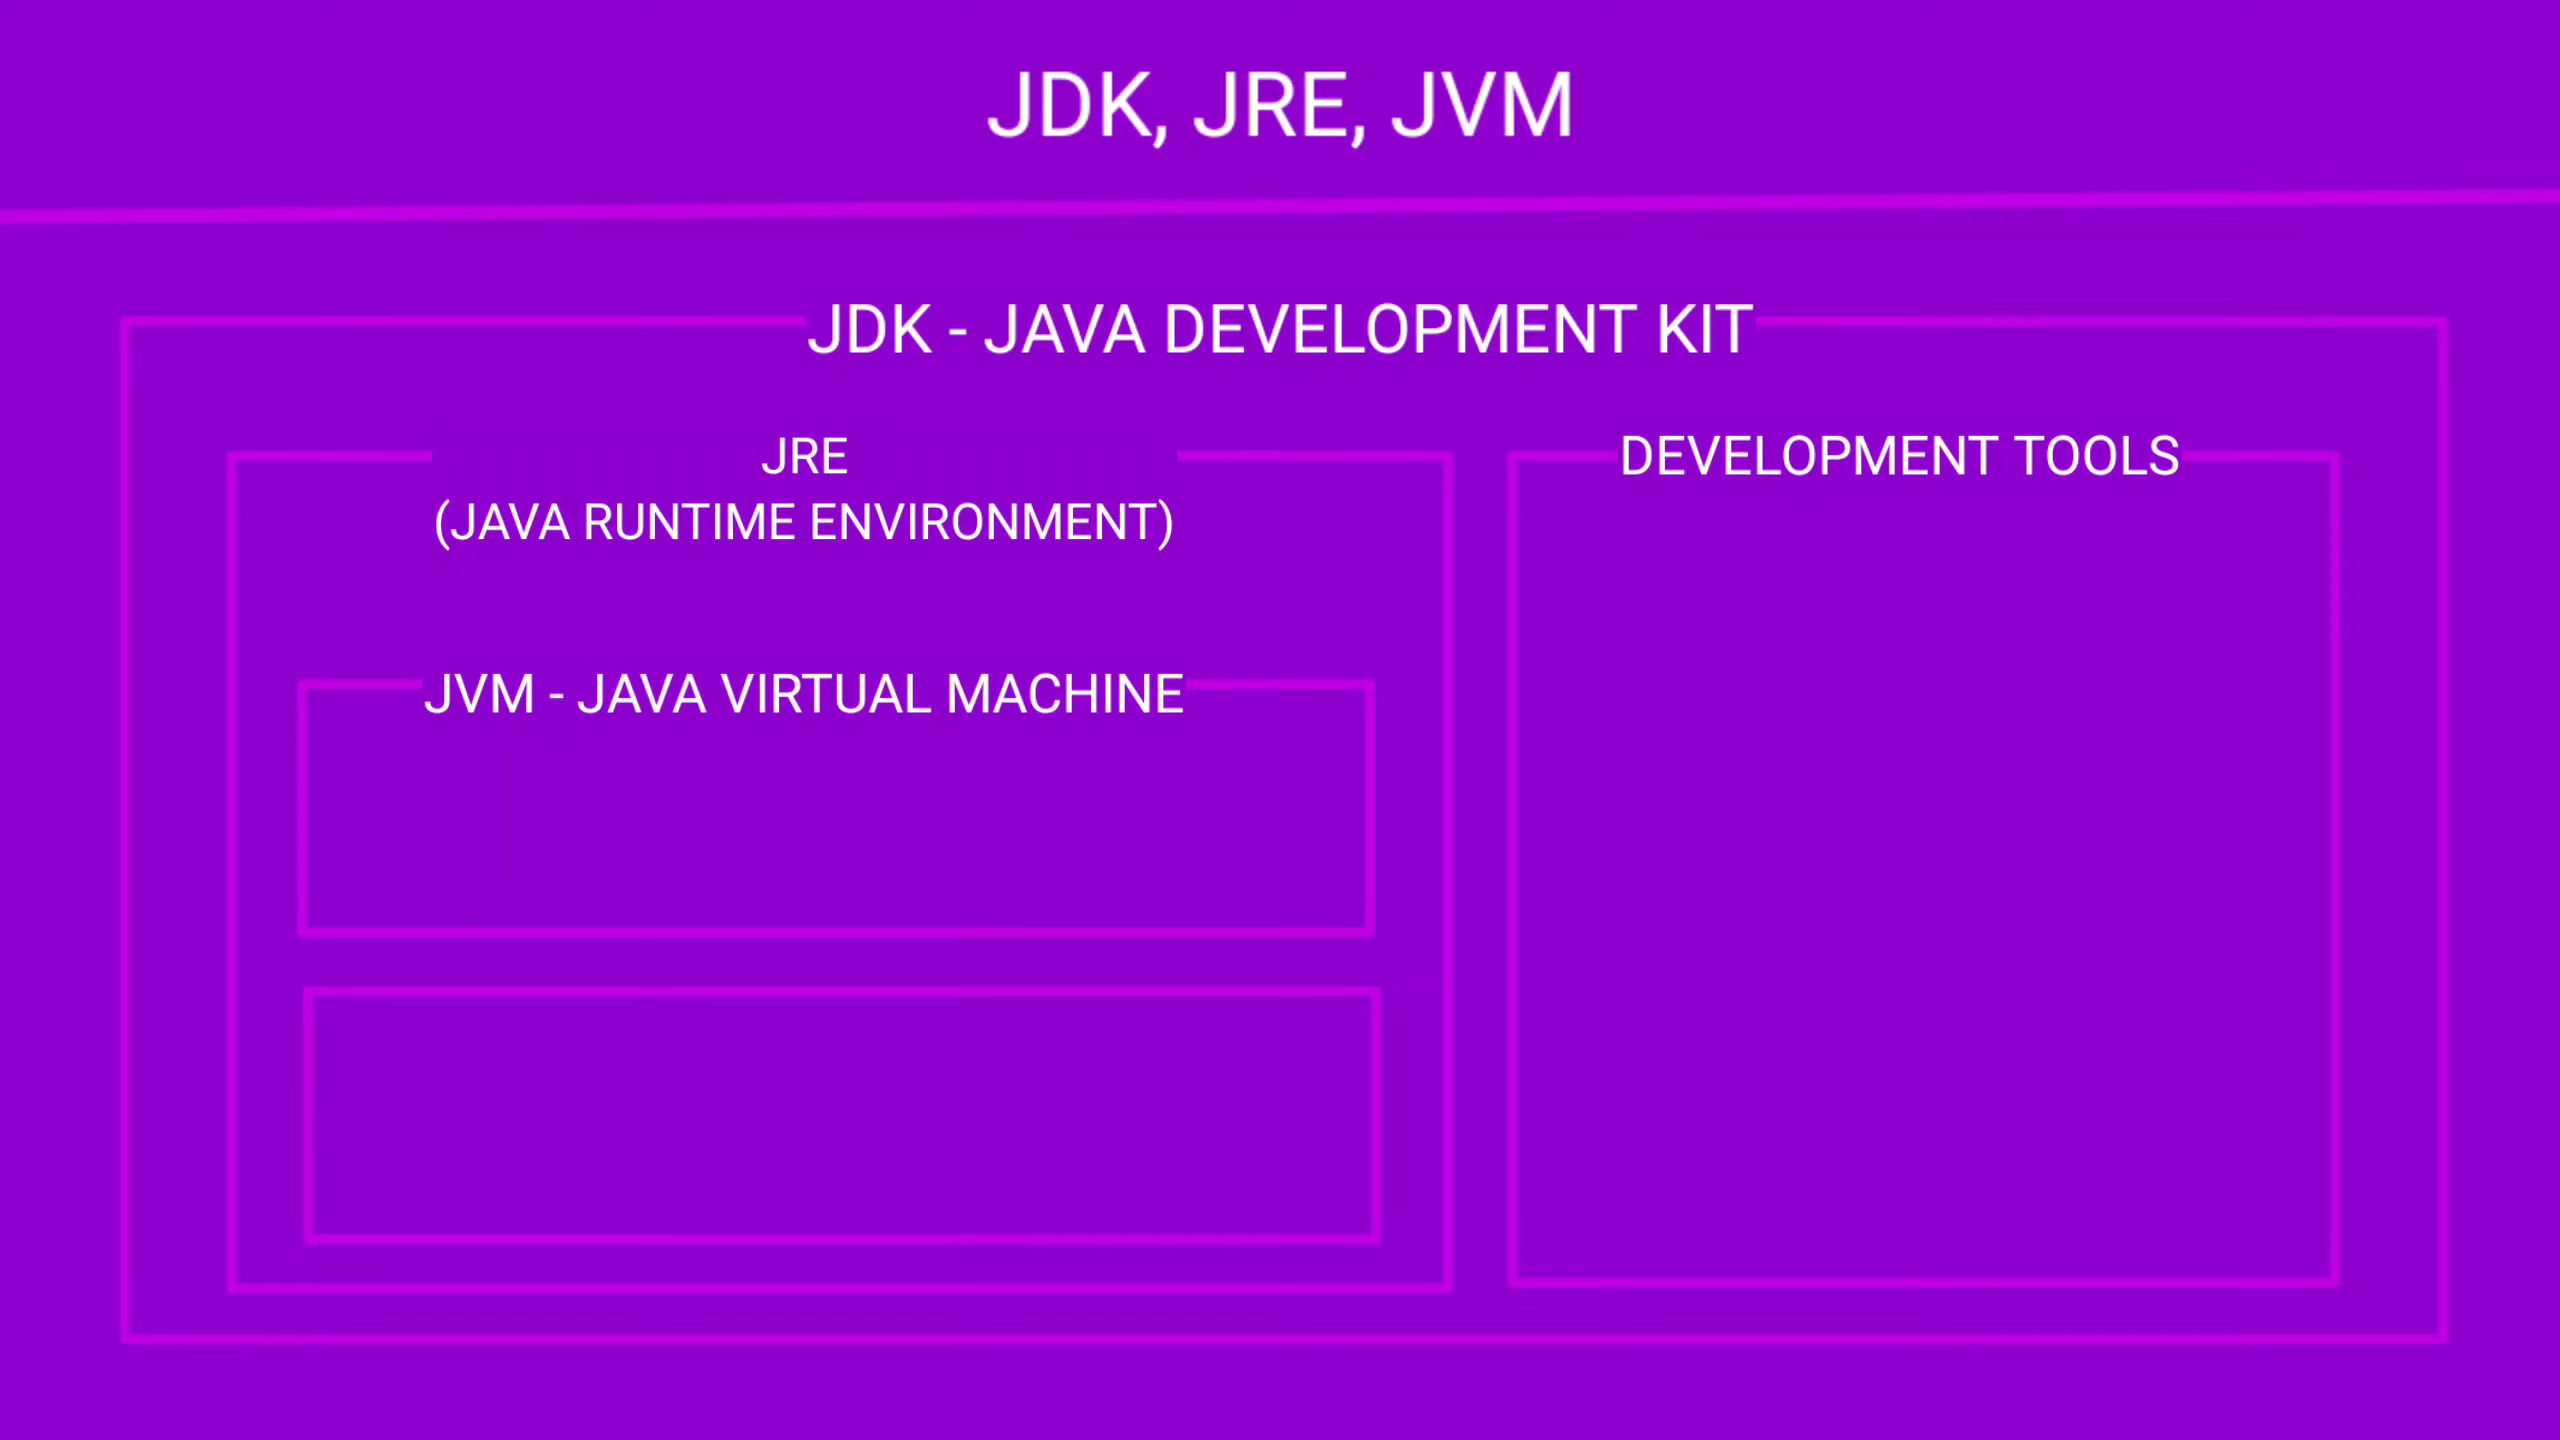 JDK, JRE, JVM
JDK - JAVA DEVELOPMENT KIT
JRE
(JAVA RUNTIME ENVIRONMENT)
DEVELOPMENT TOOLS
JVM - JAVA VIRTUAL MACHINE